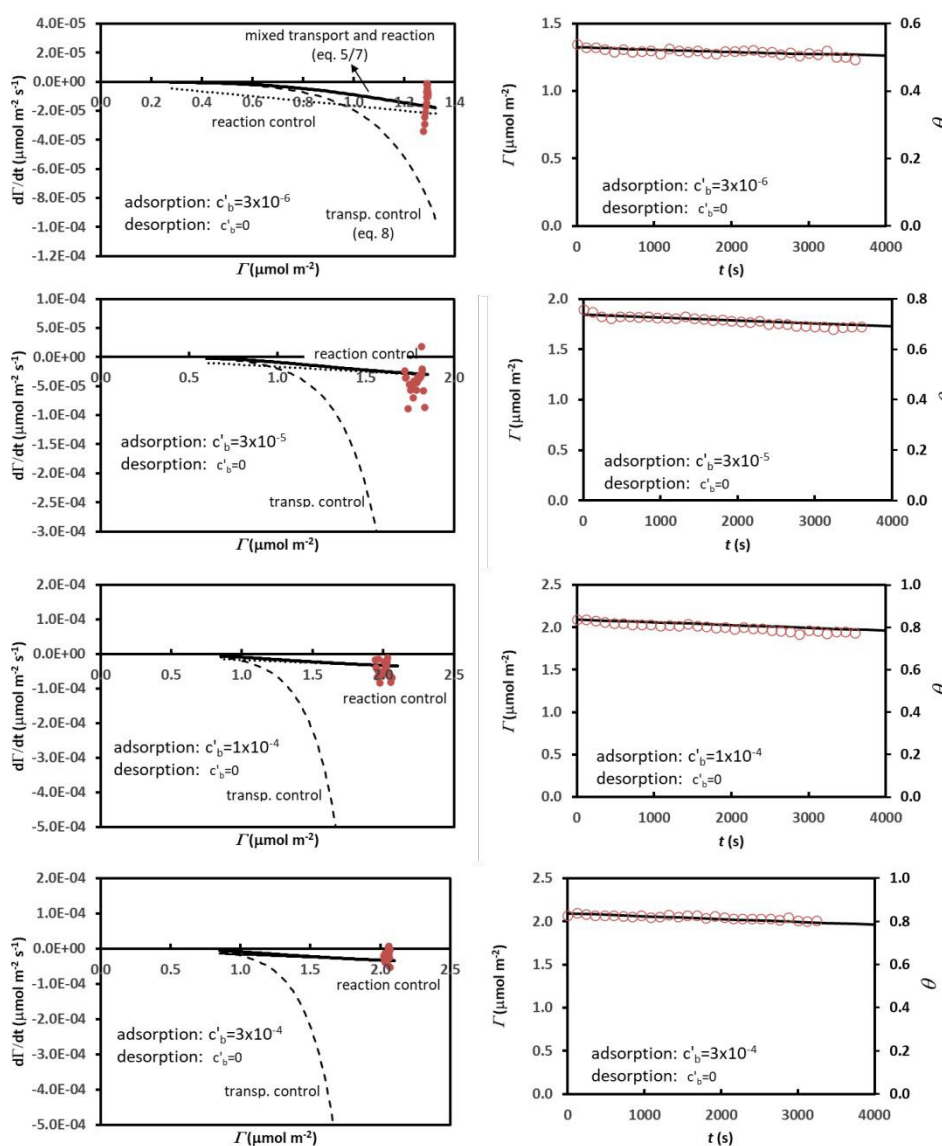 4.0E-05
2.0E-05
0.0E+00
-2.0E-05
-4.0E-05
-6.0E-05
-8.0E-05
-1.0E-04
-1.2E-04
dΓ/dt (µmol m⁻² s⁻¹)
0.0 0.2 0.4 0.6 0.8 1.0 1.2 1.4
mixed transport and reaction
(eq. 5/7)
reaction control
adsorption: c'b=3x10⁻⁶
desorption: c'b=0
transp. control
(eq. 8)
Γ(µmol m⁻²)
1.5
1.0
0.5
0.0
Γ(µmol m⁻²)
0.6
0.4
0.2
0.0
θ
adsorption: c'b=3x10⁻⁶
desorption: c'b=0
0 1000 2000 3000 4000
t (s)
1.0E-04
5.0E-05
0.0E+00
-5.0E-05
-1.0E-04
-1.5E-04
-2.0E-04
-2.5E-04
-3.0E-04
dΓ/dt (µmol m⁻² s⁻¹)
reaction control
0.0 0.5 1.0 1.5 2.0
adsorption: c'b=3x10⁻⁵
desorption: c'b=0
transp. control
Γ(µmol m⁻²)
2.0
1.5
1.0
0.5
0.0
Γ(µmol m⁻²)
0.8
0.6
0.4
0.2
0.0
adsorption: c'b=3x10⁻⁵
desorption: c'b=0
0 1000 2000 3000 4000
t (s)
2.0E-04
1.0E-04
0.0E+00
-1.0E-04
-2.0E-04
-3.0E-04
-4.0E-04
-5.0E-04
dΓ/dt (µmol m⁻² s⁻¹)
0.0 0.5 1.0 1.5 2.0 2.5
reaction control
adsorption: c'b=1x10⁻⁴
desorption: c'b=0
transp. control
Γ(µmol m⁻²)
2.5
2.0
1.5
1.0
0.5
0.0
Γ(µmol m⁻²)
1.0
0.8
0.6
0.4
0.2
0.0
adsorption: c'b=1x10⁻⁴
desorption: c'b=0
0 1000 2000 3000 4000
t (s)
2.0E-04
1.0E-04
0.0E+00
-1.0E-04
-2.0E-04
-3.0E-04
-4.0E-04
-5.0E-04
dΓ/dt (µmol m⁻² s⁻¹)
0.0 0.5 1.0 1.5 2.0 2.5
reaction control
adsorption: c'b=3x10⁻⁴
desorption: c'b=0
transp. control
Γ(µmol m⁻²)
2.5
2.0
1.5
1.0
0.5
0.0
Γ(µmol m⁻²)
1.0
0.8
0.6
0.4
0.2
0.0
θ
adsorption: c'b=3x10⁻⁴
desorption: c'b=0
0 1000 2000 3000 4000
t (s)